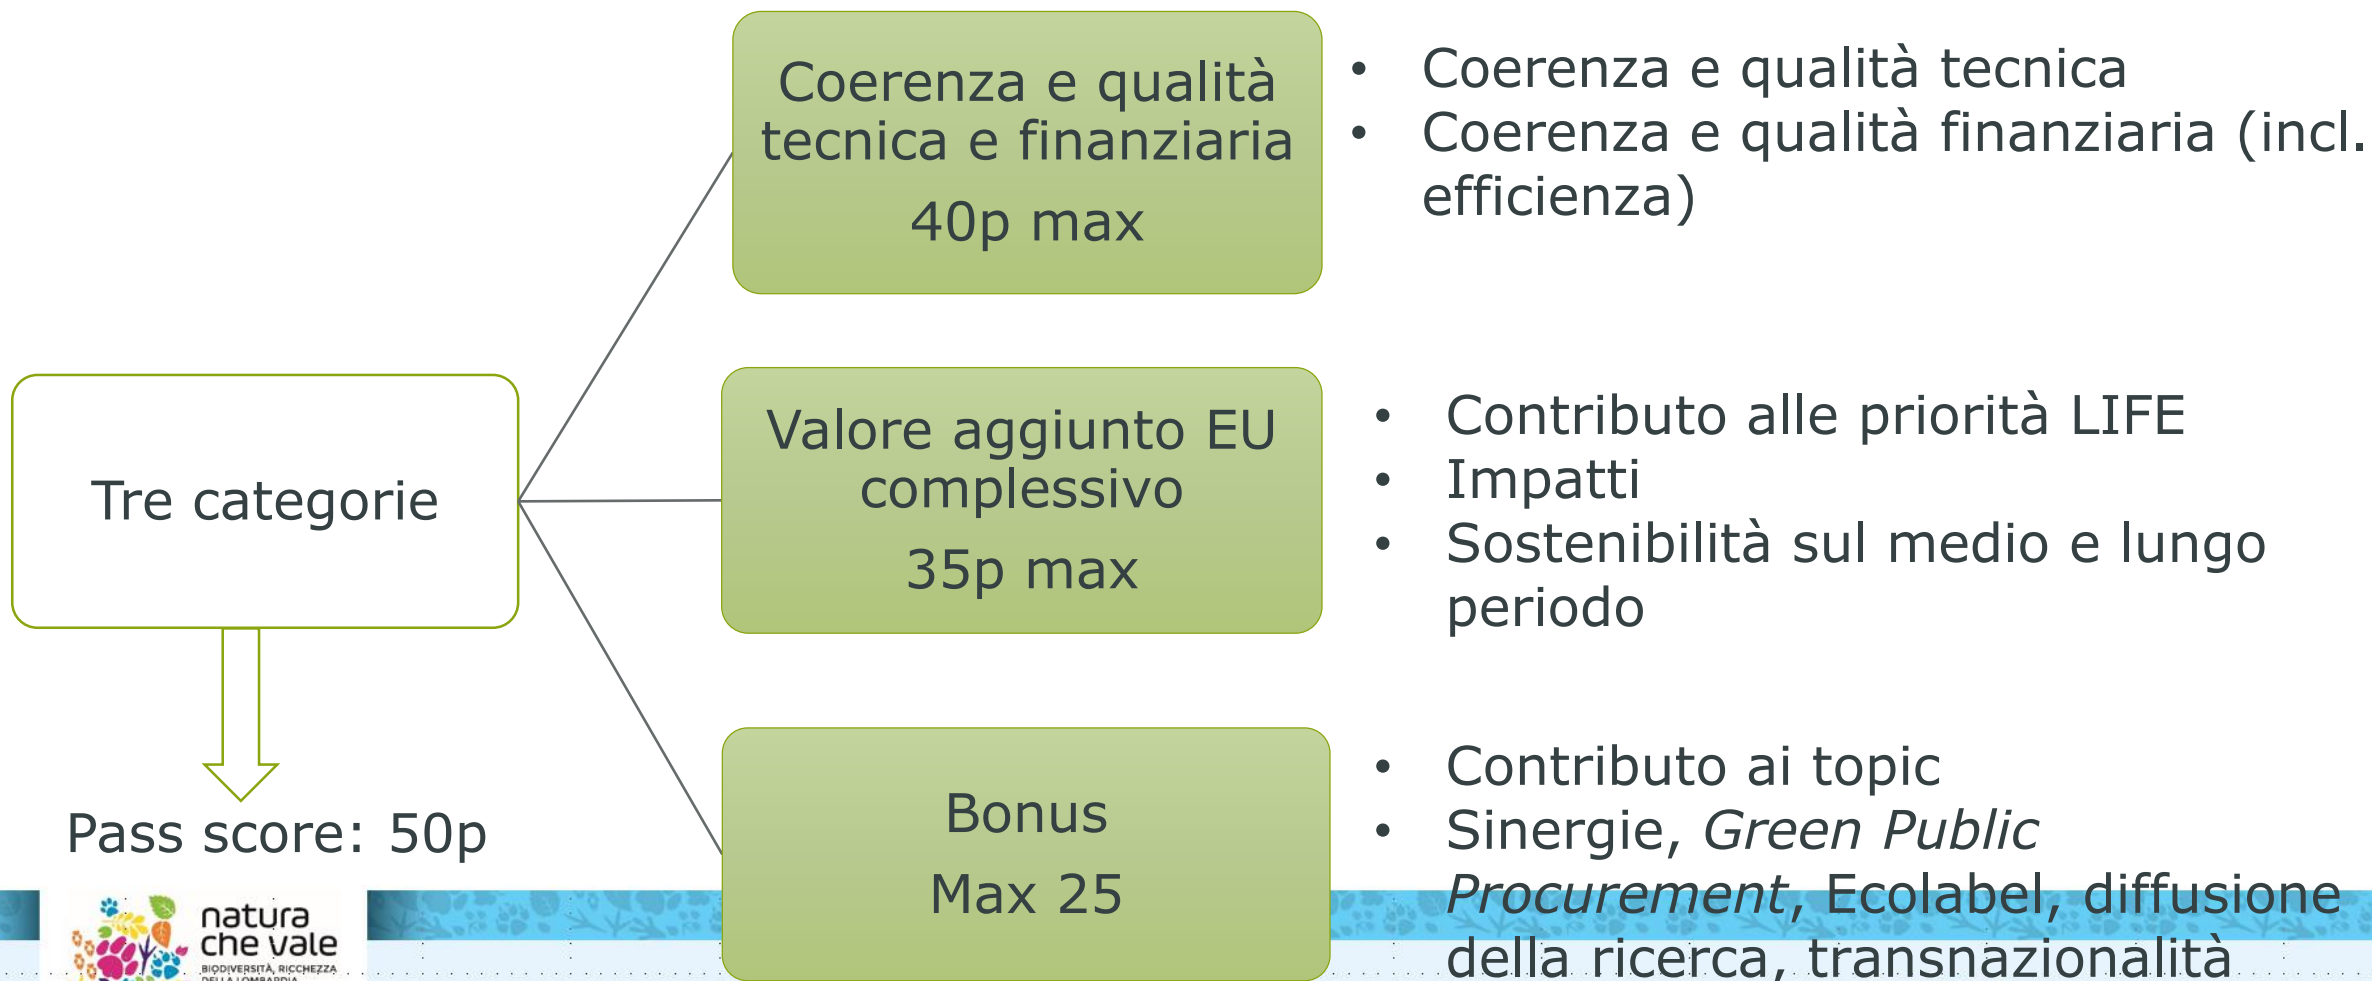 Tre categorie
Pass score: 50p
Coerenza e qualità
tecnica e finanziaria
40p max
• Coerenza e qualità tecnica
• Coerenza e qualità finanziaria (incl.
efficienza)
Valore aggiunto EU
complessivo
35p max
• Contributo alle priorità LIFE
• Impatti
• Sostenibilità sul medio e lungo
periodo
Bonus
Max 25
• Contributo ai topic
• Sinergie, Green Public
Procurement, Ecolabel, diffusione
della ricerca, transnazionalità
natura
che vale
BIODIVERSITÀ, RICCHEZZA
DELLA LOMBARDIA